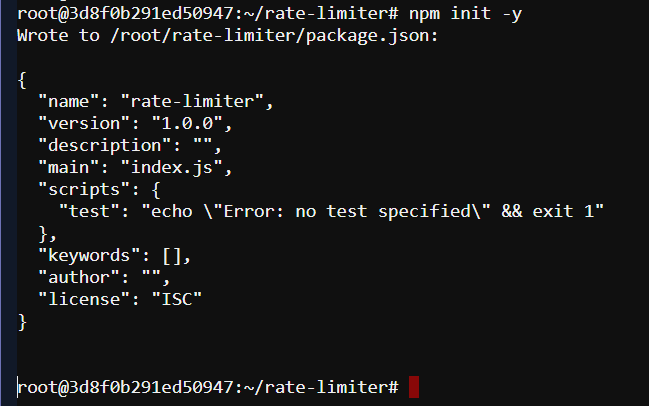 root@3d8f0b291ed50947:~/rate-limiter# npm init -y
Wrote to /root/rate-limiter/package.json:
{
  "name": "rate-limiter",
  "version": "1.0.0",
  "description": "",
  "main": "index.js",
  "scripts": {
    "test": "echo \"Error: no test specified\" && exit 1"
  },
  "keywords": [],
  "author": "",
  "license": "ISC"
}
root@3d8f0b291ed50947:~/rate-limiter#